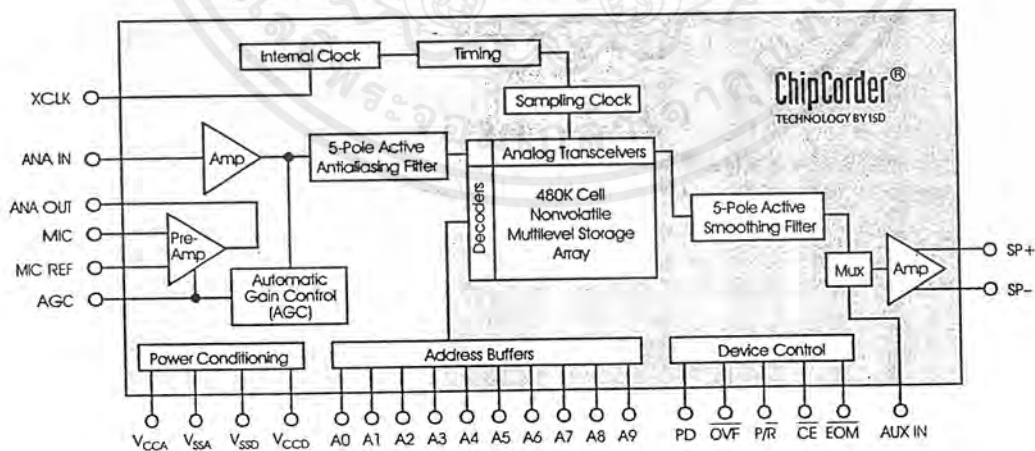 Internal Clock
Timing
ChipCorder®
TECHNOLOGY BY ISD
XCLK
Sampling Clock
ANA IN
Amp
5-Pole Active
Antialiasing Filter
Analog Transceivers
Decoders
480K Cell
Nonvolatile
Multilevel Storage
Array
5-Pole Active
Smoothing Filter
ANA OUT
MIC
Pre-
Amp
MIC REF
AGC
Automatic
Gain Control
(AGC)
Mux
Amp
SP+
SP-
Power Conditioning
Address Buffers
Device Control
VCCA VSSA VSSD VCCD A0 A1 A2 A3 A4 A5 A6 A7 A8 A9 PD O̅V̅F̅ P/R̅ C̅E̅ E̅O̅M̅ AUX IN